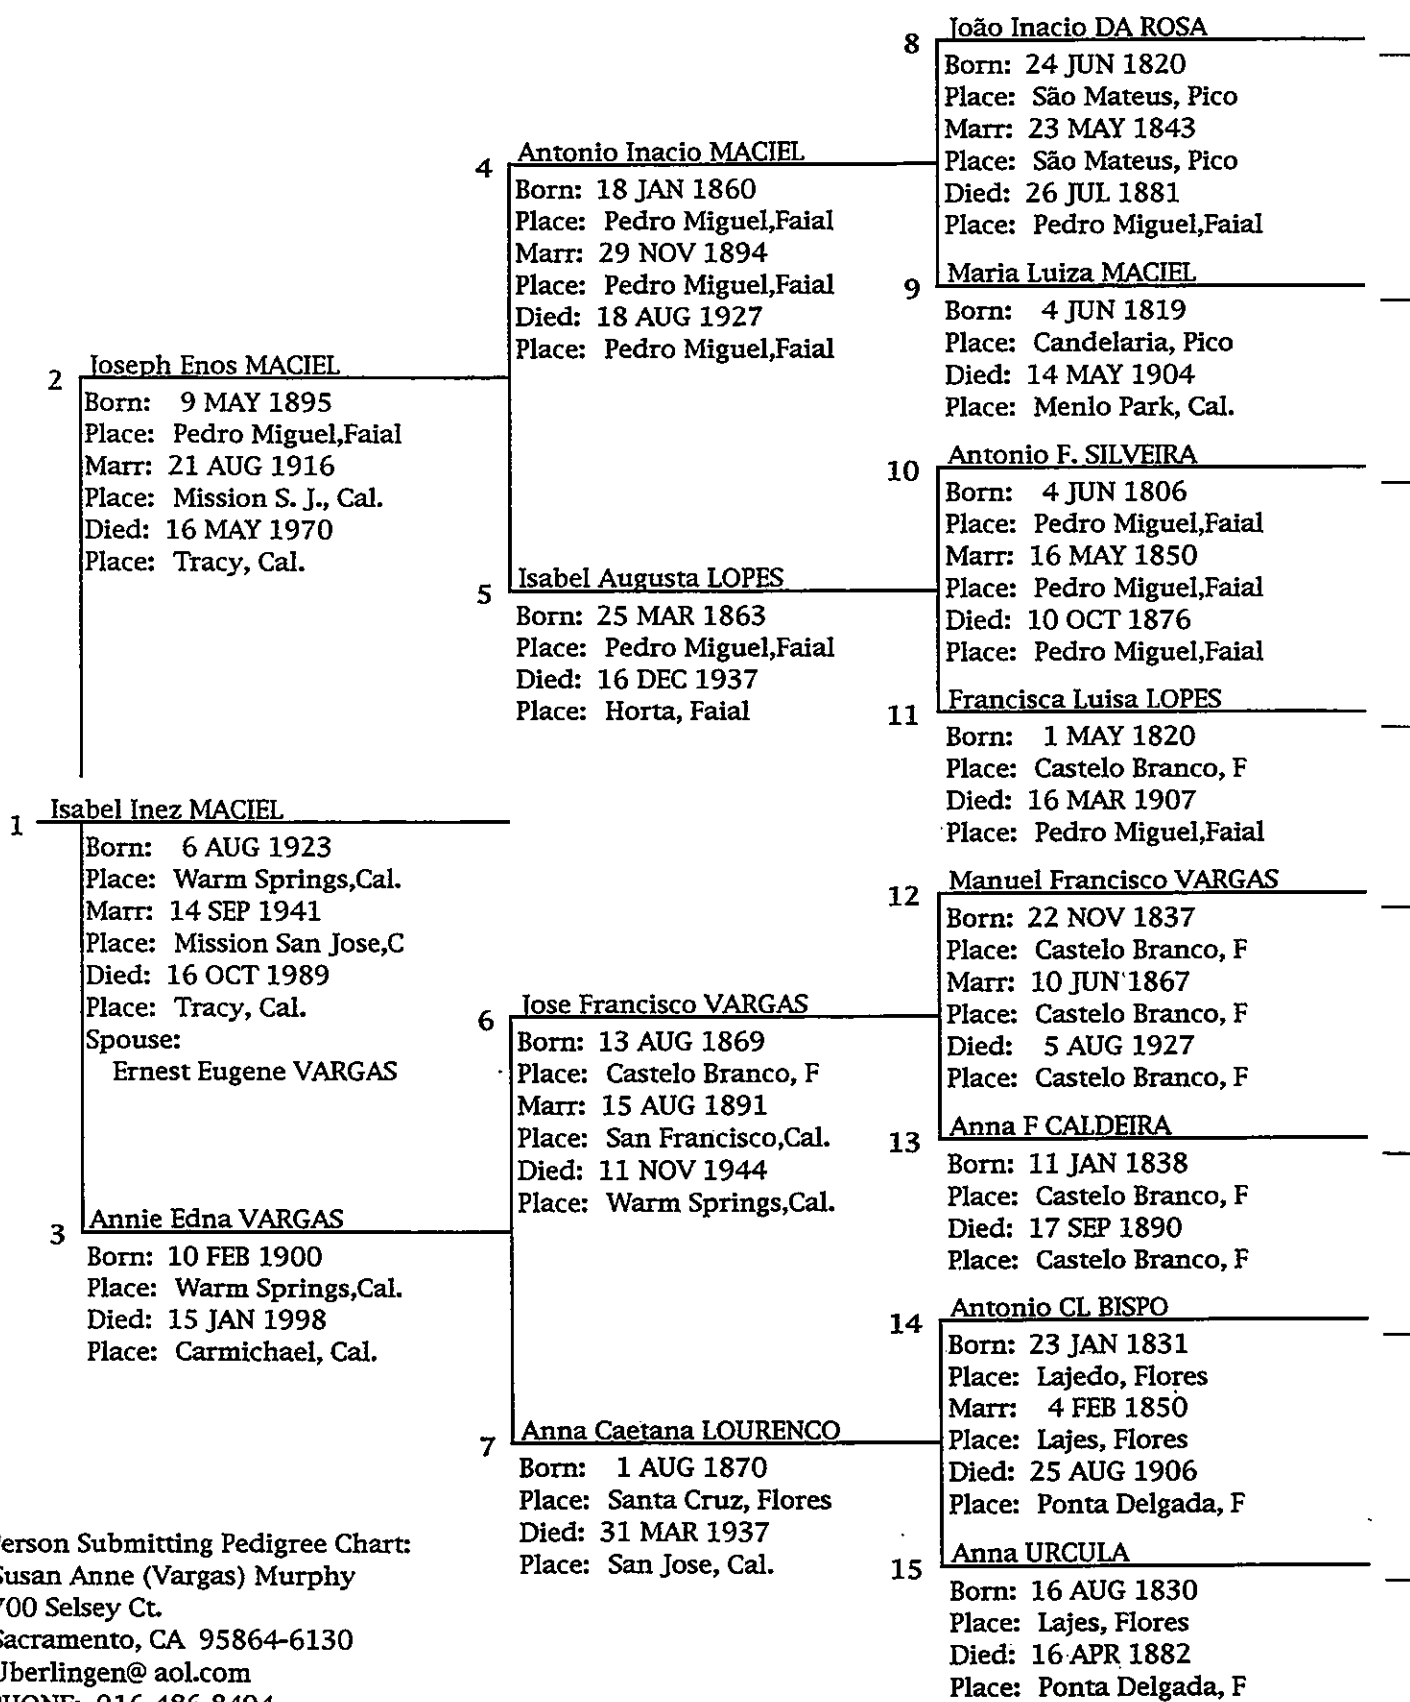 8
João Inacio DA ROSA
Born: 24 JUN 1820
Place: São Mateus, Pico
Marr: 23 MAY 1843
Place: São Mateus, Pico
Died: 26 JUL 1881
Place: Pedro Miguel,Faial
4
Antonio Inacio MACIEL
Born: 18 JAN 1860
Place: Pedro Miguel,Faial
Marr: 29 NOV 1894
Place: Pedro Miguel,Faial
Died: 18 AUG 1927
Place: Pedro Miguel,Faial
9
Maria Luiza MACIEL
Born: 4 JUN 1819
Place: Candelaria, Pico
Died: 14 MAY 1904
Place: Menlo Park, Cal.
2
Joseph Enos MACIEL
Born: 9 MAY 1895
Place: Pedro Miguel,Faial
Marr: 21 AUG 1916
Place: Mission S. J., Cal.
Died: 16 MAY 1970
Place: Tracy, Cal.
10
Antonio F. SILVEIRA
Born: 4 JUN 1806
Place: Pedro Miguel,Faial
Marr: 16 MAY 1850
Place: Pedro Miguel,Faial
Died: 10 OCT 1876
Place: Pedro Miguel,Faial
5
Isabel Augusta LOPES
Born: 25 MAR 1863
Place: Pedro Miguel,Faial
Died: 16 DEC 1937
Place: Horta, Faial
11
Francisca Luisa LOPES
Born: 1 MAY 1820
Place: Castelo Branco, F
Died: 16 MAR 1907
Place: Pedro Miguel,Faial
1
Isabel Inez MACIEL
Born: 6 AUG 1923
Place: Warm Springs,Cal.
Marr: 14 SEP 1941
Place: Mission San Jose,C
Died: 16 OCT 1989
Place: Tracy, Cal.
Spouse:
Ernest Eugene VARGAS
12
Manuel Francisco VARGAS
Born: 22 NOV 1837
Place: Castelo Branco, F
Marr: 10 JUN 1867
Place: Castelo Branco, F
Died: 5 AUG 1927
Place: Castelo Branco, F
6
Jose Francisco VARGAS
Born: 13 AUG 1869
Place: Castelo Branco, F
Marr: 15 AUG 1891
Place: San Francisco,Cal.
Died: 11 NOV 1944
Place: Warm Springs,Cal.
13
Anna F CALDEIRA
Born: 11 JAN 1838
Place: Castelo Branco, F
Died: 17 SEP 1890
Place: Castelo Branco, F
3
Annie Edna VARGAS
Born: 10 FEB 1900
Place: Warm Springs,Cal.
Died: 15 JAN 1998
Place: Carmichael, Cal.
14
Antonio CL BISPO
Born: 23 JAN 1831
Place: Lajedo, Flores
Marr: 4 FEB 1850
Place: Lajes, Flores
Died: 25 AUG 1906
Place: Ponta Delgada, F
7
Anna Caetana LOURENCO
Born: 1 AUG 1870
Place: Santa Cruz, Flores
Died: 31 MAR 1937
Place: San Jose, Cal.
15
Anna URCULA
Born: 16 AUG 1830
Place: Lajes, Flores
Died: 16 APR 1882
Place: Ponta Delgada, F
Person Submitting Pedigree Chart:
Susan Anne (Vargas) Murphy
700 Selsey Ct.
Sacramento, CA 95864-6130
Uberlingen@ aol.com
PHONE: 916-486-8494